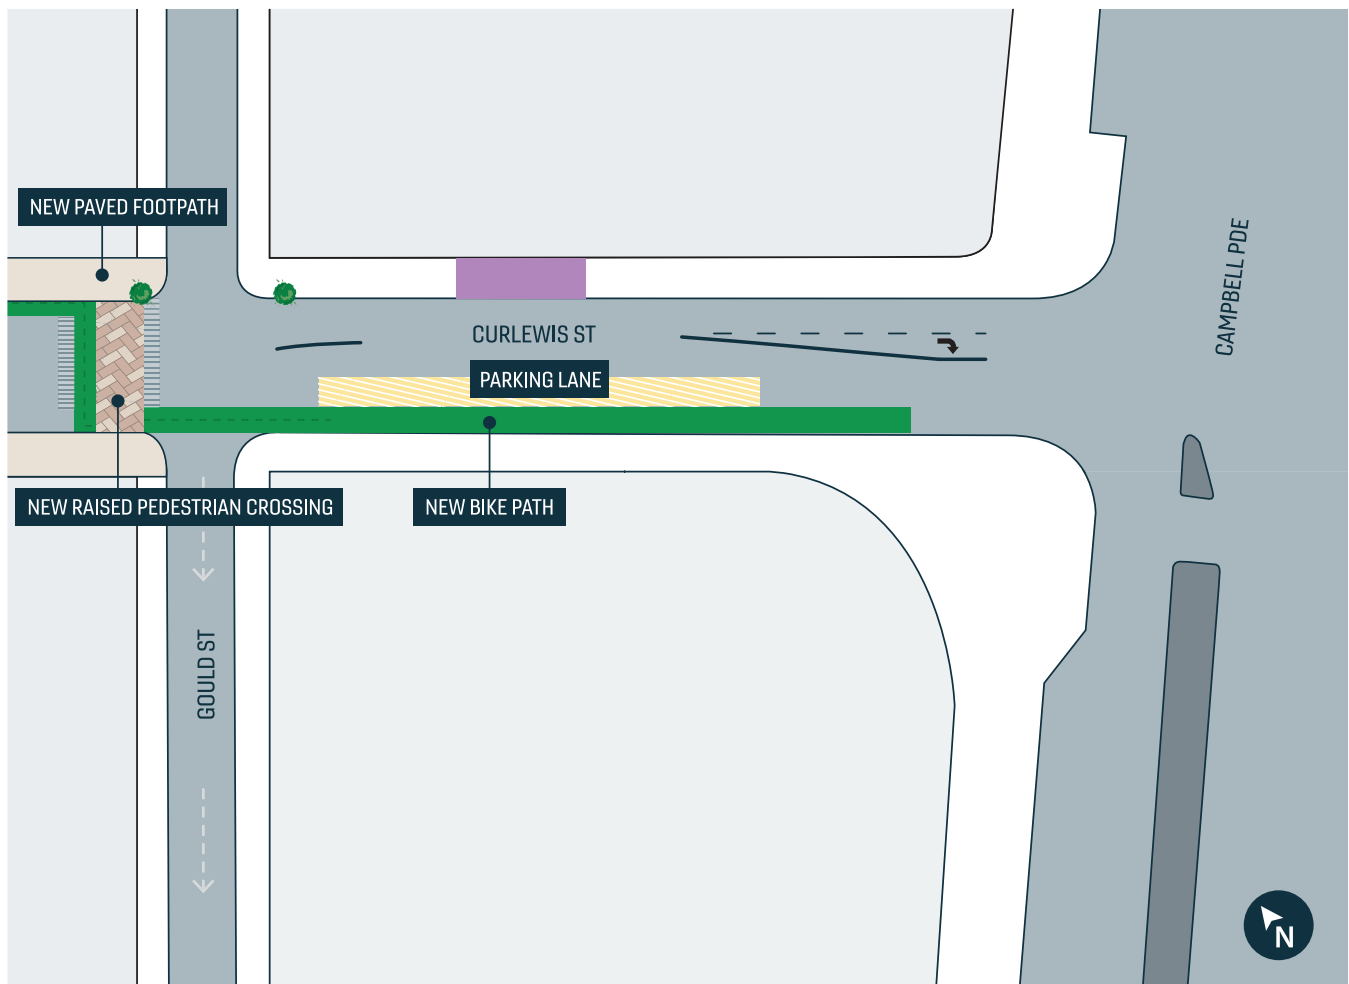 NEW PAVED FOOTPATH
CAMPBELL PDE
CURLEWIS ST
PARKING LANE
NEW RAISED PEDESTRIAN CROSSING
NEW BIKE PATH
GOULD ST
N